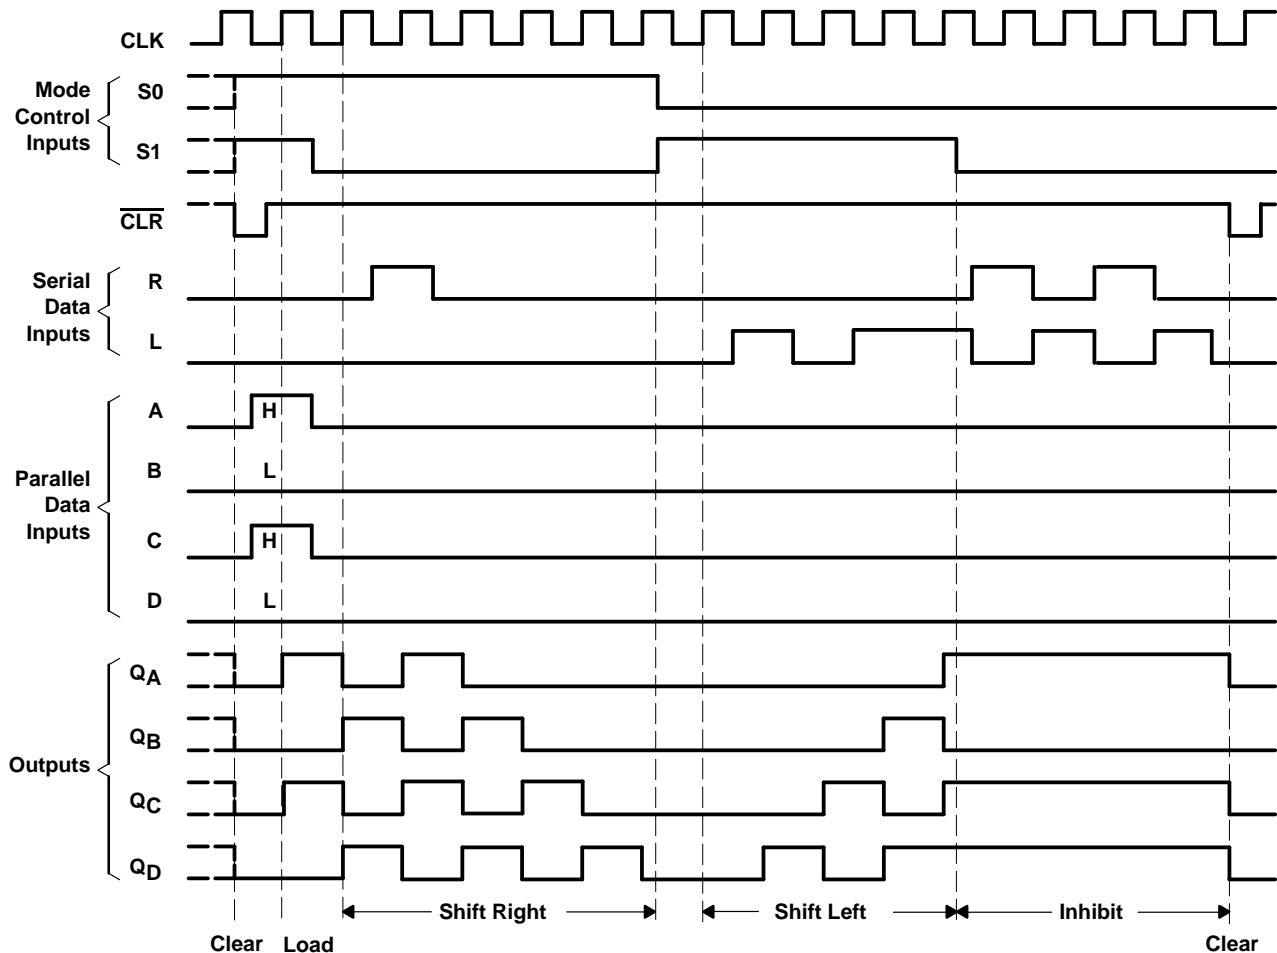 CLK
Mode
Control
Inputs
S0
S1
CLR
Serial
Data
Inputs
R
L
Parallel
Data
Inputs
A
H
B
L
C
H
D
L
Outputs
QA
QB
QC
QD
Shift Right
Shift Left
Inhibit
Clear
Load
Clear